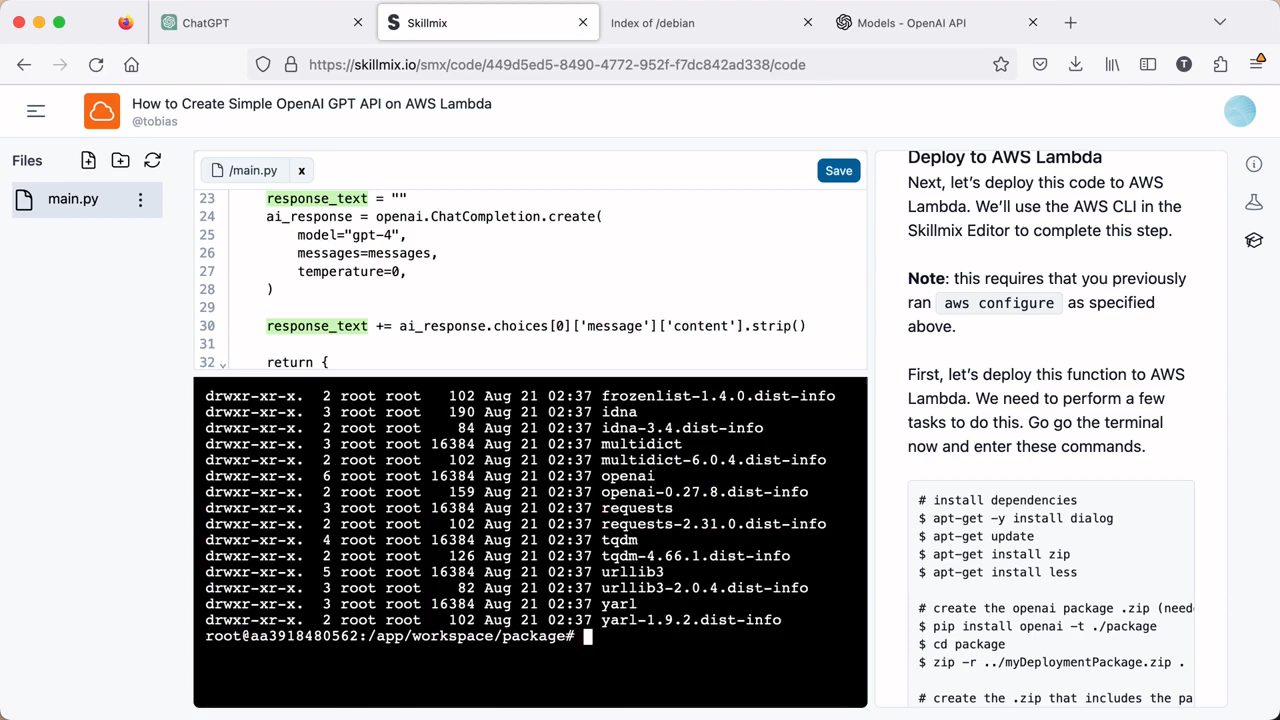 ChatGPT
Skillmix
Index of /debian
Models - OpenAI API
https://skillmix.io/smx/code/449d5ed5-8490-4772-952f-f7dc842ad338/code
T
How to Create Simple OpenAI GPT API on AWS Lambda
@tobias
Files
main.py
/main.py x
Save
23 response_text = ""
24 ai_response = openai.ChatCompletion.create(
25 model="gpt-4",
26 messages=messages,
27 temperature=0,
28 )
29
30 response_text += ai_response.choices[0]['message']['content'].strip()
31
32 return {
drwxr-xr-x. 2 root root 102 Aug 21 02:37 frozenlist-1.4.0.dist-info
drwxr-xr-x. 3 root root 190 Aug 21 02:37 idna
drwxr-xr-x. 2 root root 84 Aug 21 02:37 idna-3.4.dist-info
drwxr-xr-x. 3 root root 16384 Aug 21 02:37 multidict
drwxr-xr-x. 2 root root 102 Aug 21 02:37 multidict-6.0.4.dist-info
drwxr-xr-x. 6 root root 16384 Aug 21 02:37 openai
drwxr-xr-x. 2 root root 159 Aug 21 02:37 openai-0.27.8.dist-info
drwxr-xr-x. 3 root root 16384 Aug 21 02:37 requests
drwxr-xr-x. 2 root root 102 Aug 21 02:37 requests-2.31.0.dist-info
drwxr-xr-x. 4 root root 16384 Aug 21 02:37 tqdm
drwxr-xr-x. 2 root root 126 Aug 21 02:37 tqdm-4.66.1.dist-info
drwxr-xr-x. 5 root root 16384 Aug 21 02:37 urllib3
drwxr-xr-x. 3 root root 82 Aug 21 02:37 urllib3-2.0.4.dist-info
drwxr-xr-x. 3 root root 16384 Aug 21 02:37 yarl
drwxr-xr-x. 2 root root 102 Aug 21 02:37 yarl-1.9.2.dist-info
root@aa3918480562:/app/workspace/package#
Deploy to AWS Lambda
Next, let’s deploy this code to AWS
Lambda. We’ll use the AWS CLI in the
Skillmix Editor to complete this step.
Note: this requires that you previously
ran aws configure as specified
above.
First, let’s deploy this function to AWS
Lambda. We need to perform a few
tasks to do this. Go go the terminal
now and enter these commands.
# install dependencies
$ apt-get -y install dialog
$ apt-get update
$ apt-get install zip
$ apt-get install less
# create the openai package .zip (neede
$ pip install openai -t ./package
$ cd package
$ zip -r ../myDeploymentPackage.zip .
# create the .zip that includes the pa